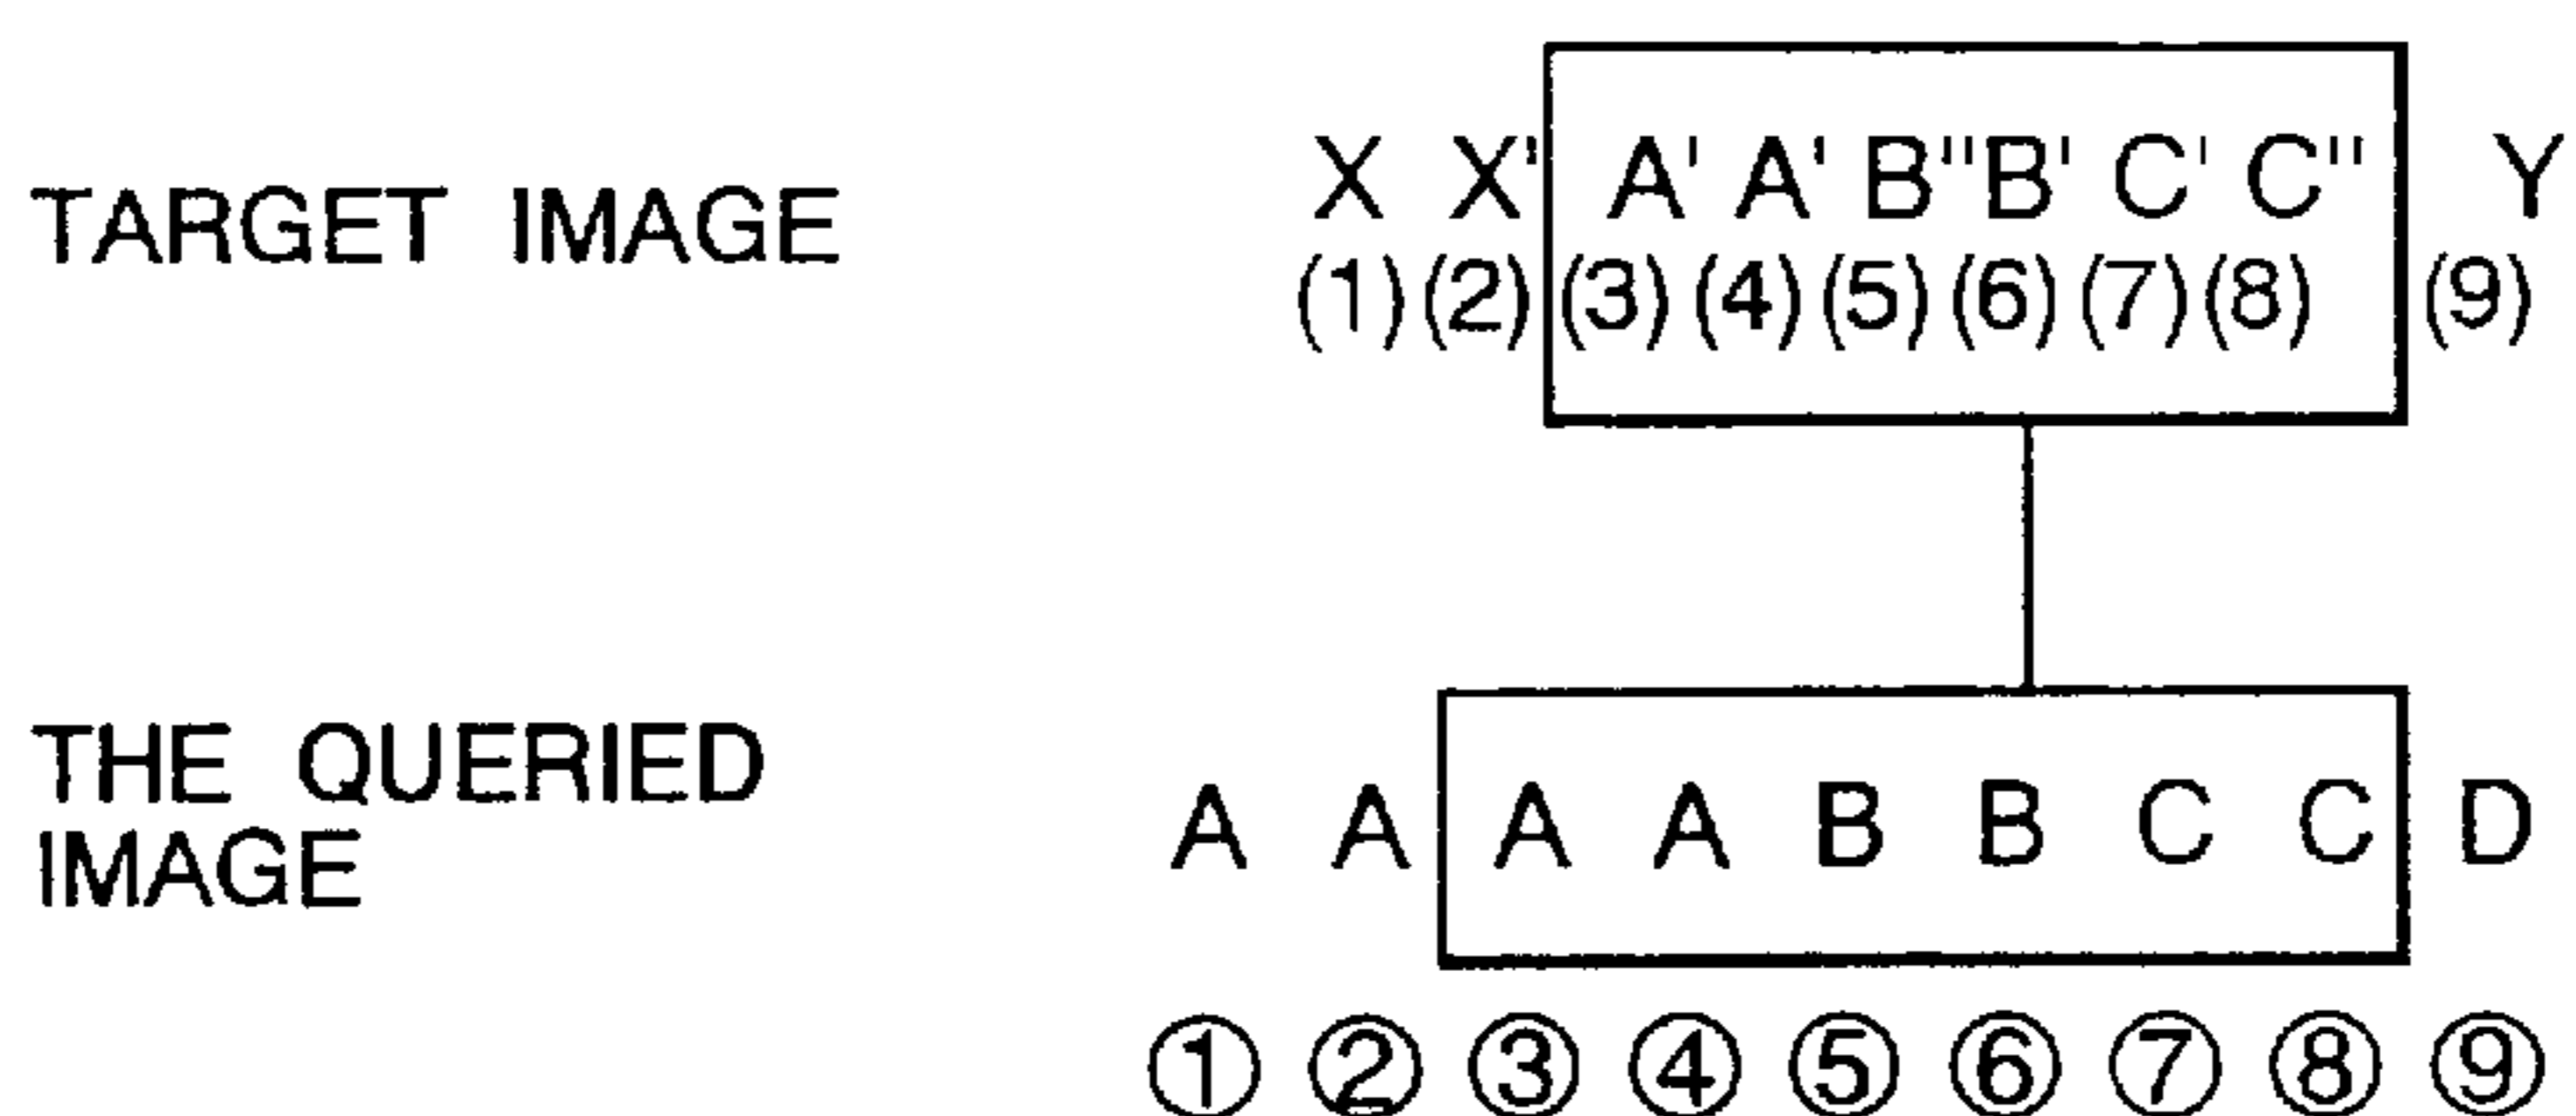 TARGET IMAGE
X X' A' A' B" B' C' C" Y
(1) (2) (3) (4) (5) (6) (7) (8) (9)
THE QUERIED
IMAGE
A A A A B B C C D
① ② ③ ④ ⑤ ⑥ ⑦ ⑧ ⑨